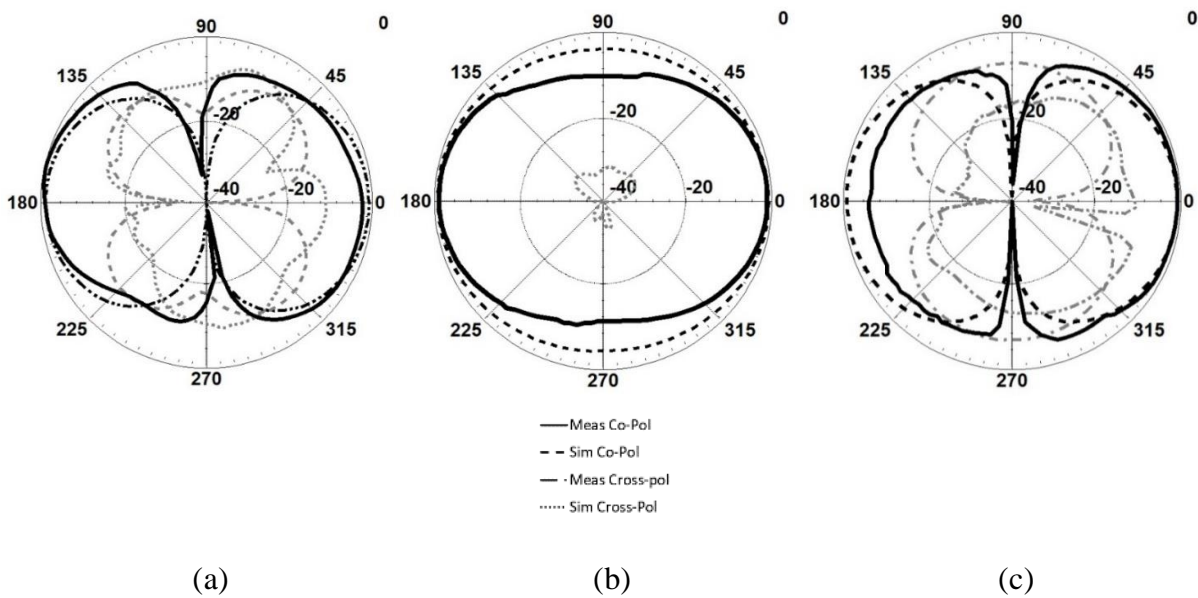 90 0 90 0 90 0
135 45 135 45 135 45
-20 -20 -20
180 -40 -20 0 180 -40 -20 0 180 -40 -20 0
225 315 225 315 225 315
270 270 270
Meas Co-Pol
Sim Co-Pol
Meas Cross-pol
Sim Cross-Pol
(a) (b) (c)